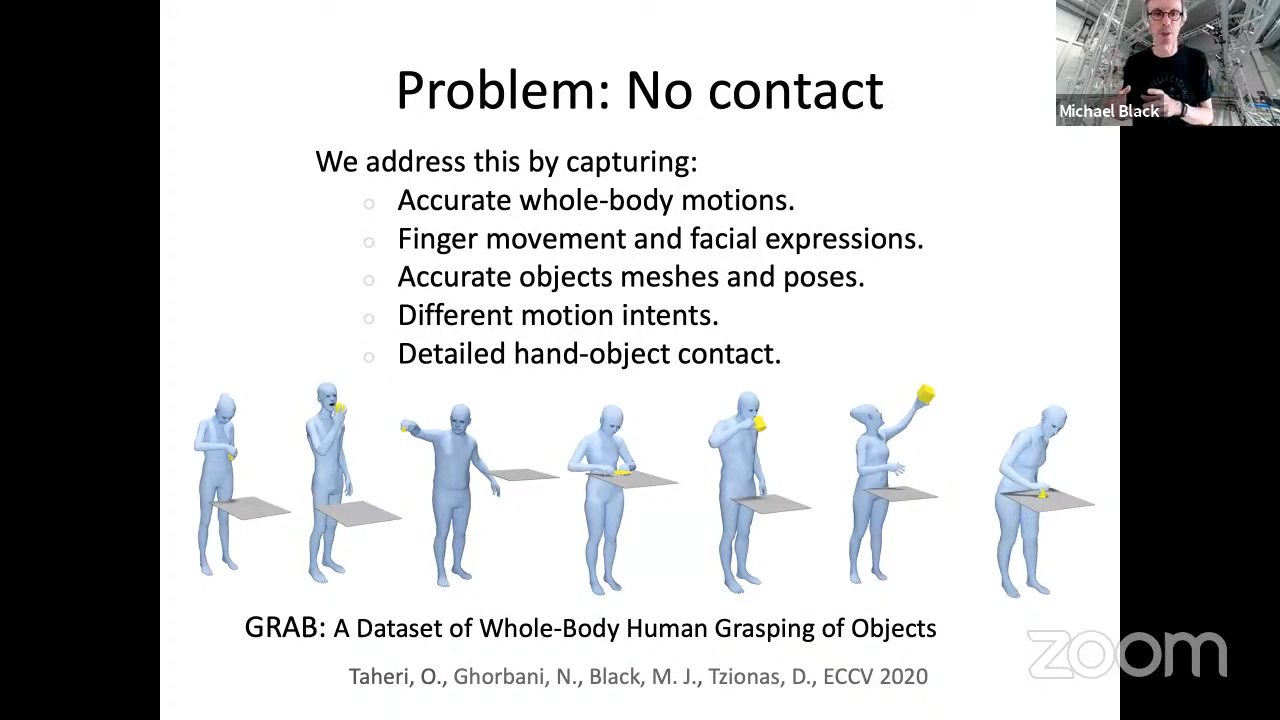 Problem: No contact
Michael Black
We address this by capturing:
Accurate whole-body motions.
Finger movement and facial expressions.
Accurate objects meshes and poses.
Different motion intents.
Detailed hand-object contact.
GRAB: A Dataset of Whole-Body Human Grasping of Objects
Taheri, O., Ghorbani, N., Black, M. J., Tzionas, D., ECCV 2020
zoom